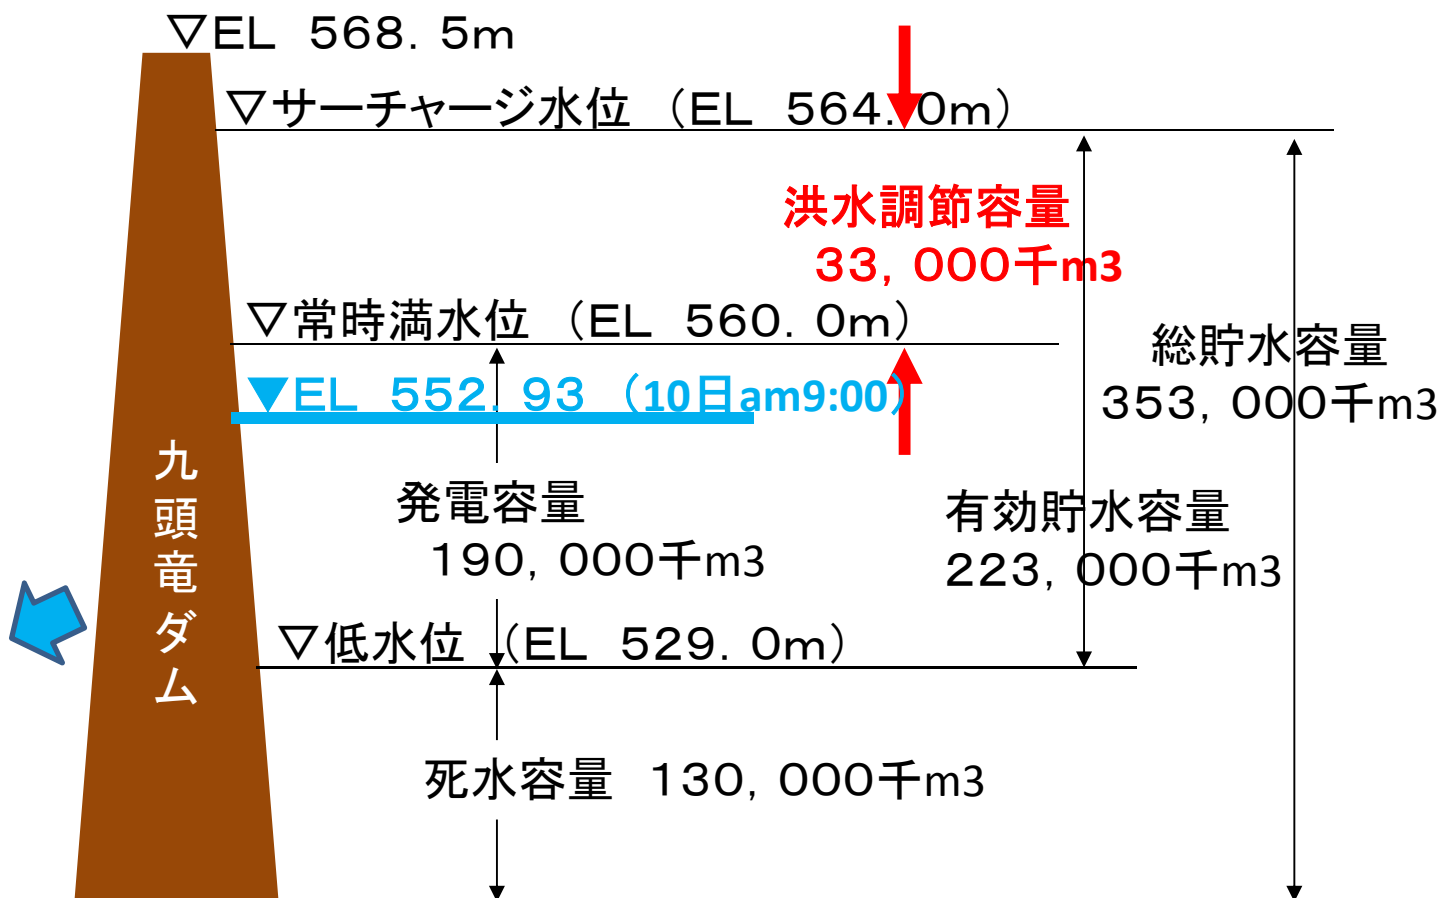 ▽EL　568．5m
▽サーチャージ水位　（EL　564．0m）
洪水調節容量
33，000千m3
▽常時満水位　（EL　560．0m）
総貯水容量
353，000千m3
▼EL　552．93　（10日am9:00）
九頭竜ダム
発電容量
190，000千m3
有効貯水容量
223，000千m3
▽低水位　（EL　529．0m）
死水容量　130，000千m3